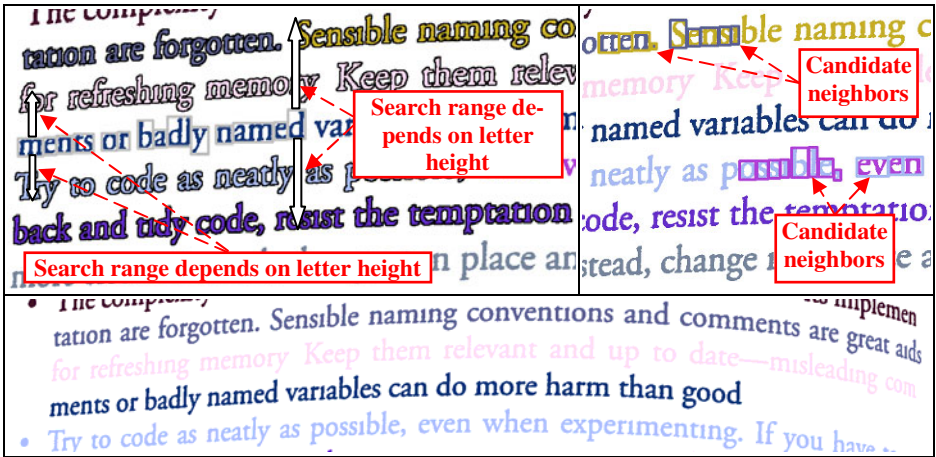 The complexity
tation are forgotten. Sensible naming co
for refreshing memory Keep them relev
Search range de-
pends on letter
height
ments or badly named var
Try to code as neatly as p
back and tidy code, resist the temptation
Search range depends on letter height
n place an
otten. Sensible naming c
Candidate
neighbors
memory Keep
named variables can do
neatly as possible, even
code, resist the temptatio
Candidate
neighbors
stead, change
• The complexity
implemen
tation are forgotten. Sensible naming conventions and comments are great aids
for refreshing memory Keep them relevant and up to date—misleading com
ments or badly named variables can do more harm than good
• Try to code as neatly as possible, even when experimenting. If you have